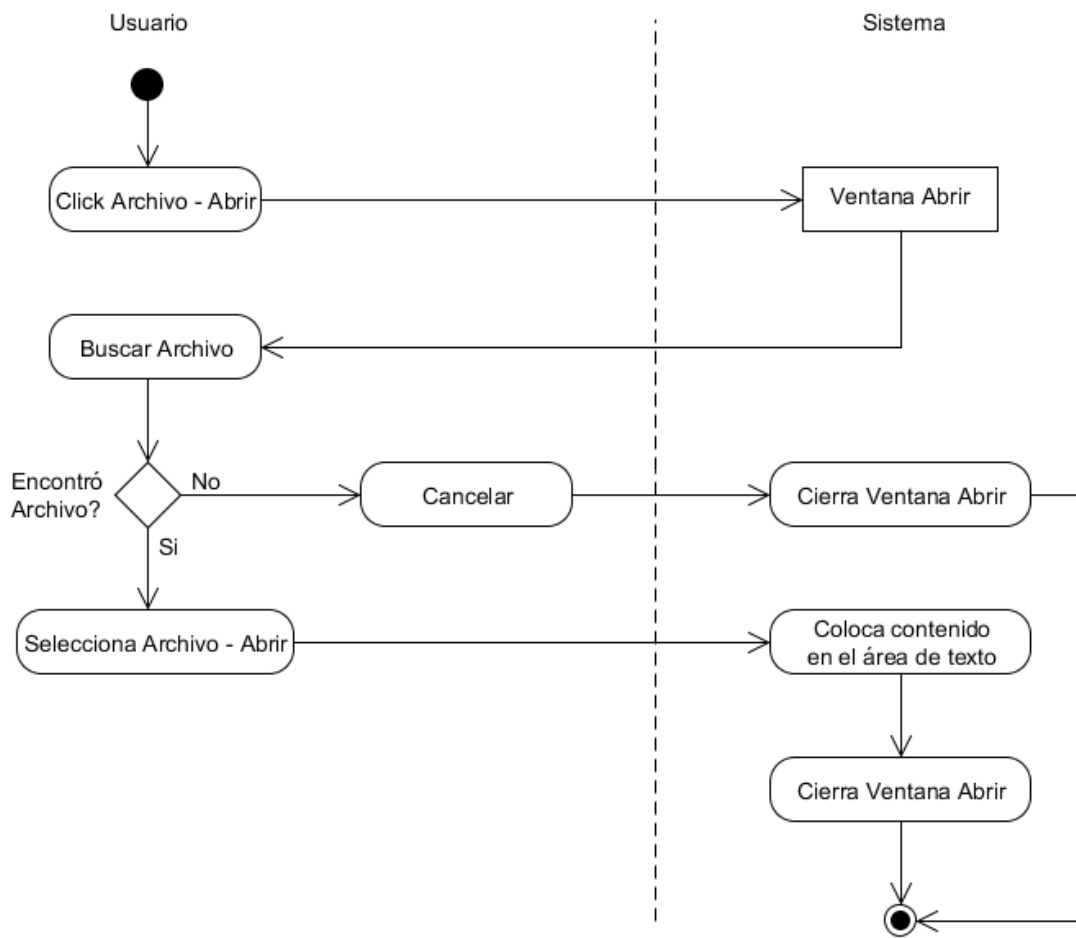 Usuario
Sistema
Click Archivo - Abrir
Ventana Abrir
Buscar Archivo
Encontró
Archivo?
No
Cancelar
Cierra Ventana Abrir
Si
Selecciona Archivo - Abrir
Coloca contenido
en el área de texto
Cierra Ventana Abrir